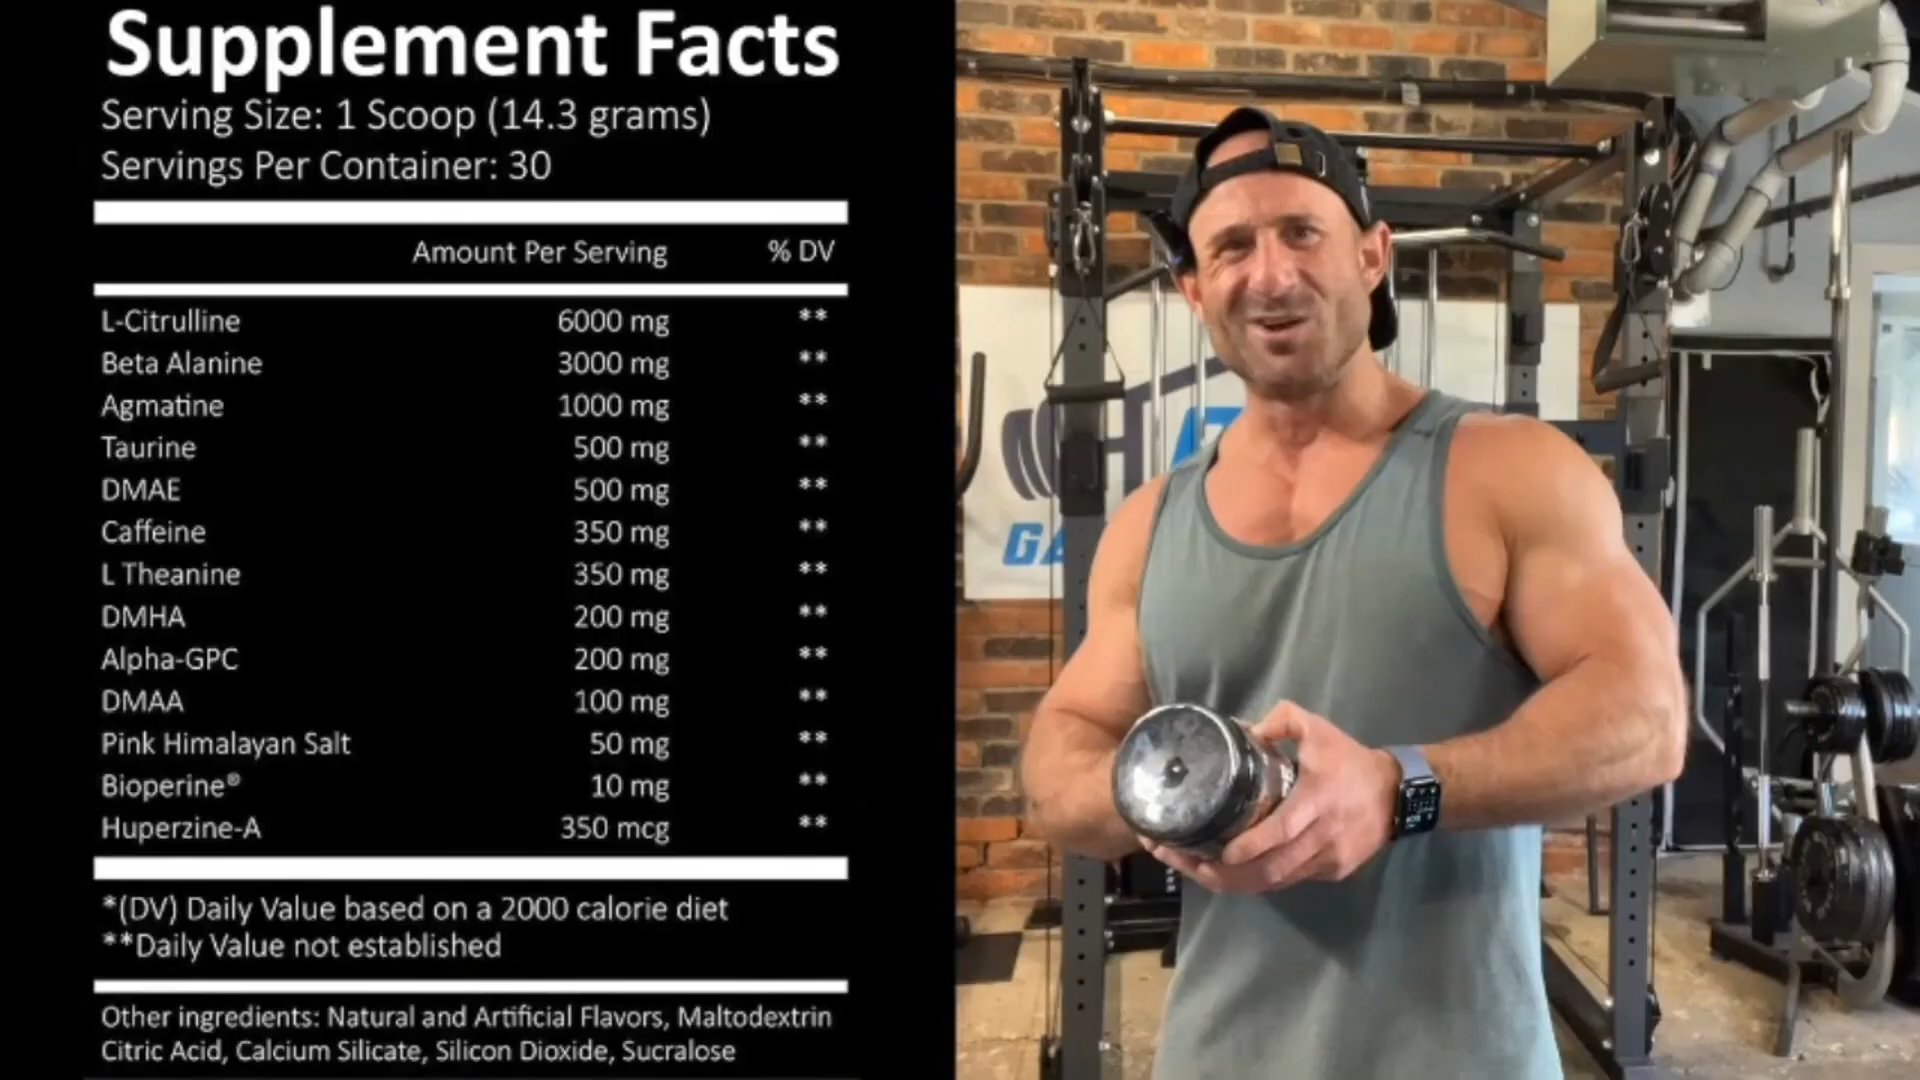 Supplement Facts
Serving Size: 1 Scoop (14.3 grams)
Servings Per Container: 30
Amount Per Serving % DV
L-Citrulline 6000 mg **
Beta Alanine 3000 mg **
Agmatine 1000 mg **
Taurine 500 mg **
DMAE 500 mg **
Caffeine 350 mg **
L Theanine 350 mg **
DMHA 200 mg **
Alpha-GPC 200 mg **
DMAA 100 mg **
Pink Himalayan Salt 50 mg **
Bioperine® 10 mg **
Huperzine-A 350 mcg **
*(DV) Daily Value based on a 2000 calorie diet
**Daily Value not established
Other ingredients: Natural and Artificial Flavors, Maltodextrin
Citric Acid, Calcium Silicate, Silicon Dioxide, Sucralose
GA